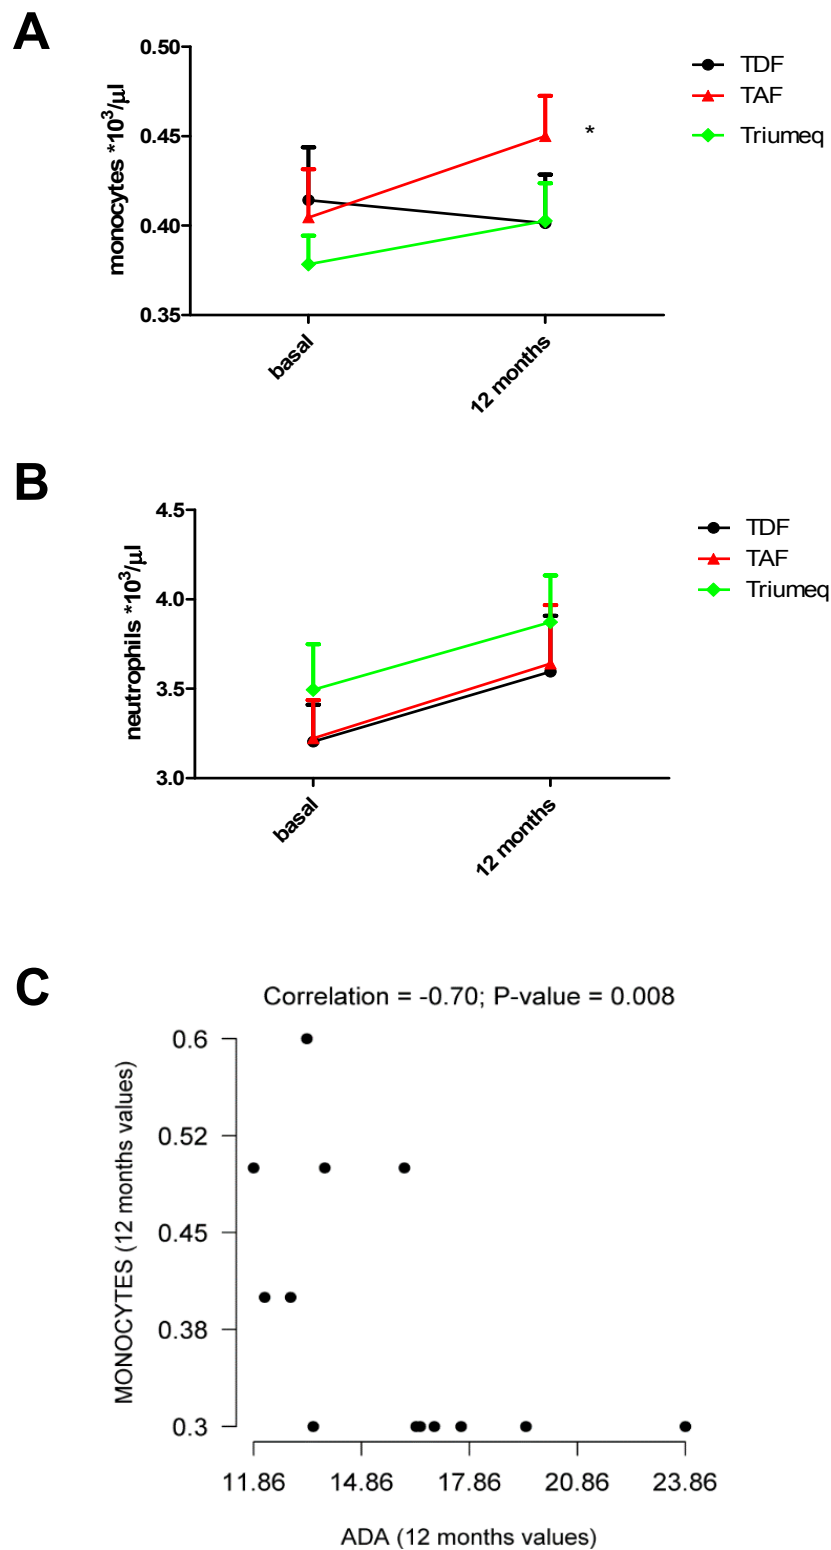 A
monocytes *10³/μl
0.50
0.45
0.40
0.35
basal
12 months
TDF
TAF
Triumeq
*
B
neutrophils *10³/μl
4.5
4.0
3.5
3.0
basal
12 months
TDF
TAF
Triumeq
C
Correlation = -0.70; P-value = 0.008
MONOCYTES (12 months values)
0.6
0.52
0.45
0.38
0.3
11.86 14.86 17.86 20.86 23.86
ADA (12 months values)